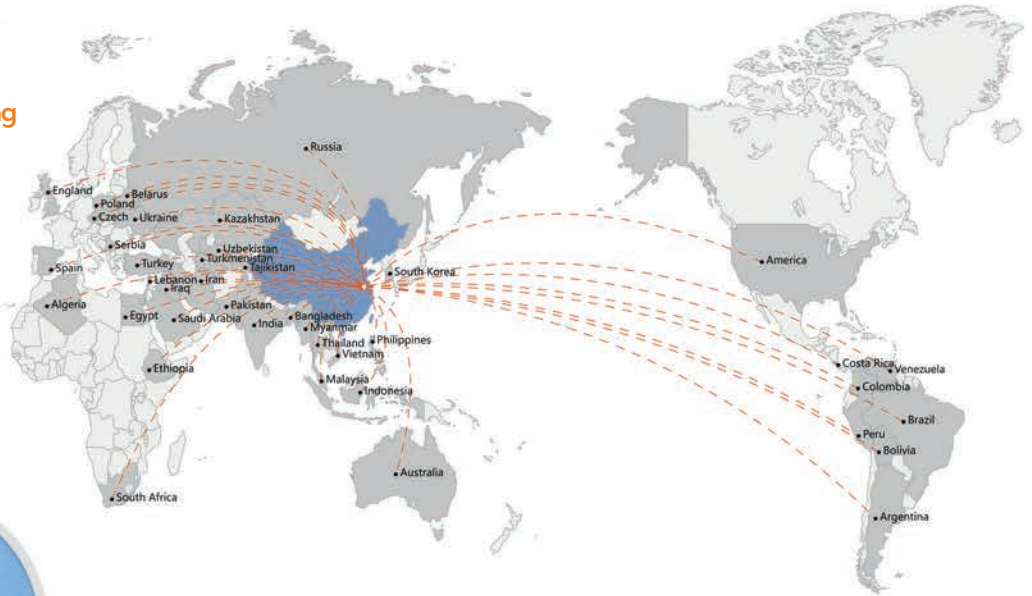 Russia
England
Belarus
Poland
Czech
Ukraine
Kazakhstan
Serbia
Uzbekistan
Turkmenistan
Tajikistan
Spain
Turkey
Lebanon
Iran
Iraq
South Korea
America
Algeria
Egypt
Saudi Arabia
Pakistan
India
Bangladesh
Myanmar
Thailand
Philippines
Vietnam
Ethiopia
Malaysia
Indonesia
Costa Rica
Venezuela
Colombia
Brazil
Peru
Bolivia
Australia
South Africa
Argentina